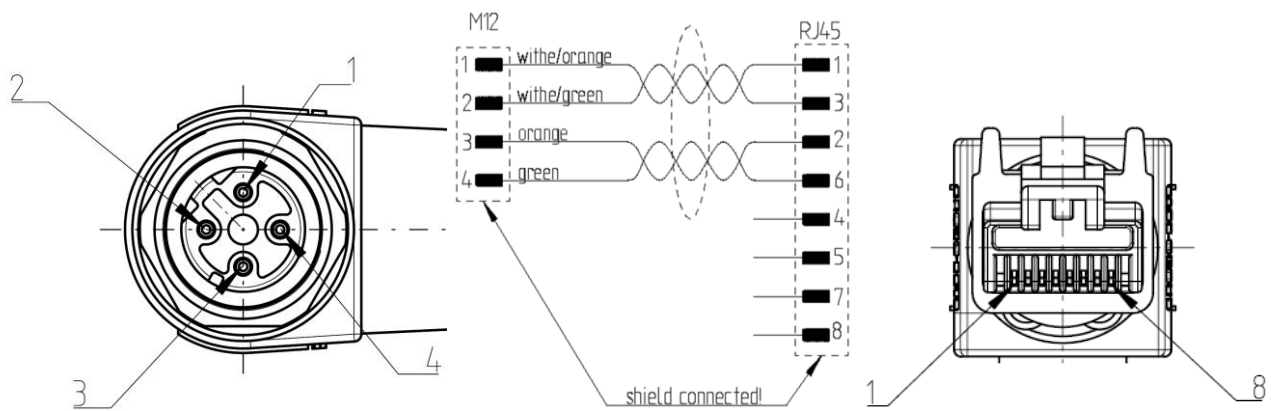 1
2
3
4
M12
RJ45
1 withe/orange 1
2 withe/green 3
3 orange 2
4 green 6
4
5
7
8
shield connected!
1
8